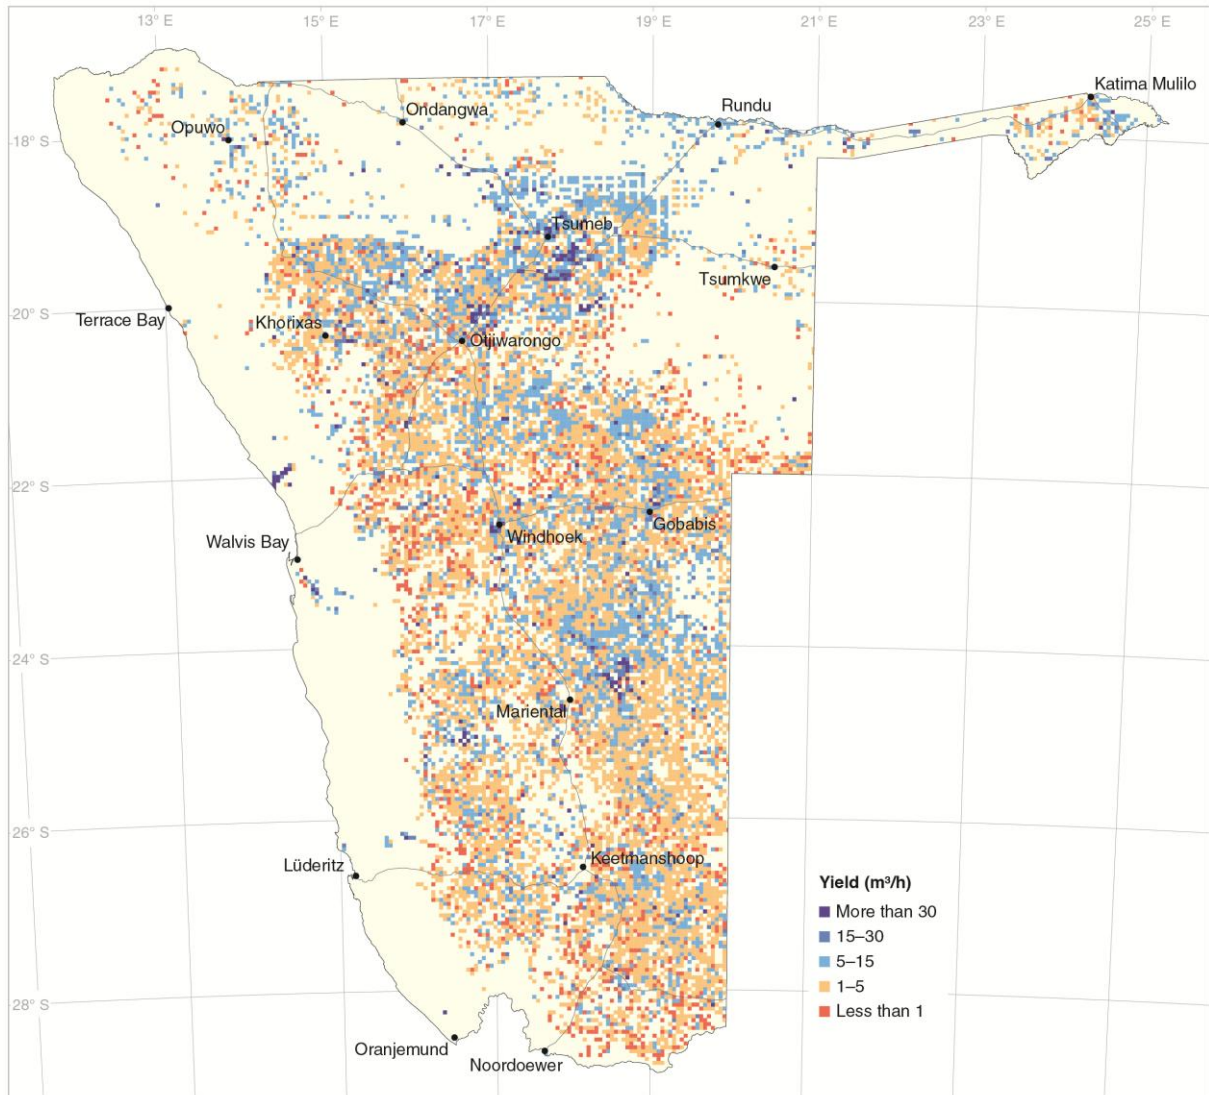 13° E
15° E
17° E
19° E
21° E
23° E
25° E
Katima Mulilo
Ondangwa
Rundu
Opuwo
18° S
Tsumeb
Tsumkwe
20° S
Terrace Bay
Khorixas
Otjiwarongo
22° S
Gobabis
Windhoek
Walvis Bay
24° S
Mariental
26° S
Lüderitz
Keetmanshoop
Yield (m³/h)
More than 30
15–30
5–15
1–5
Less than 1
28° S
Oranjemund
Noordoewer